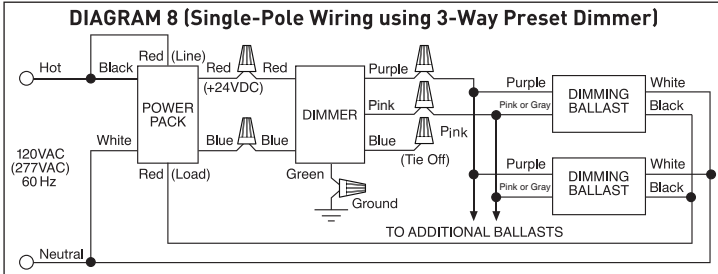 DIAGRAM 8 (Single-Pole Wiring using 3-Way Preset Dimmer)
Hot
Black
Red (Line)
POWER
PACK
White
Red (Load)
120VAC
(277VAC)
60 Hz
Neutral
Red
(+24VDC)
Red
Blue
Blue
DIMMER
Green
Ground
Purple
Pink
Pink
Blue
(Tie Off)
Purple
Pink or Gray
DIMMING
BALLAST
White
Black
Purple
Pink or Gray
DIMMING
BALLAST
White
Black
TO ADDITIONAL BALLASTS